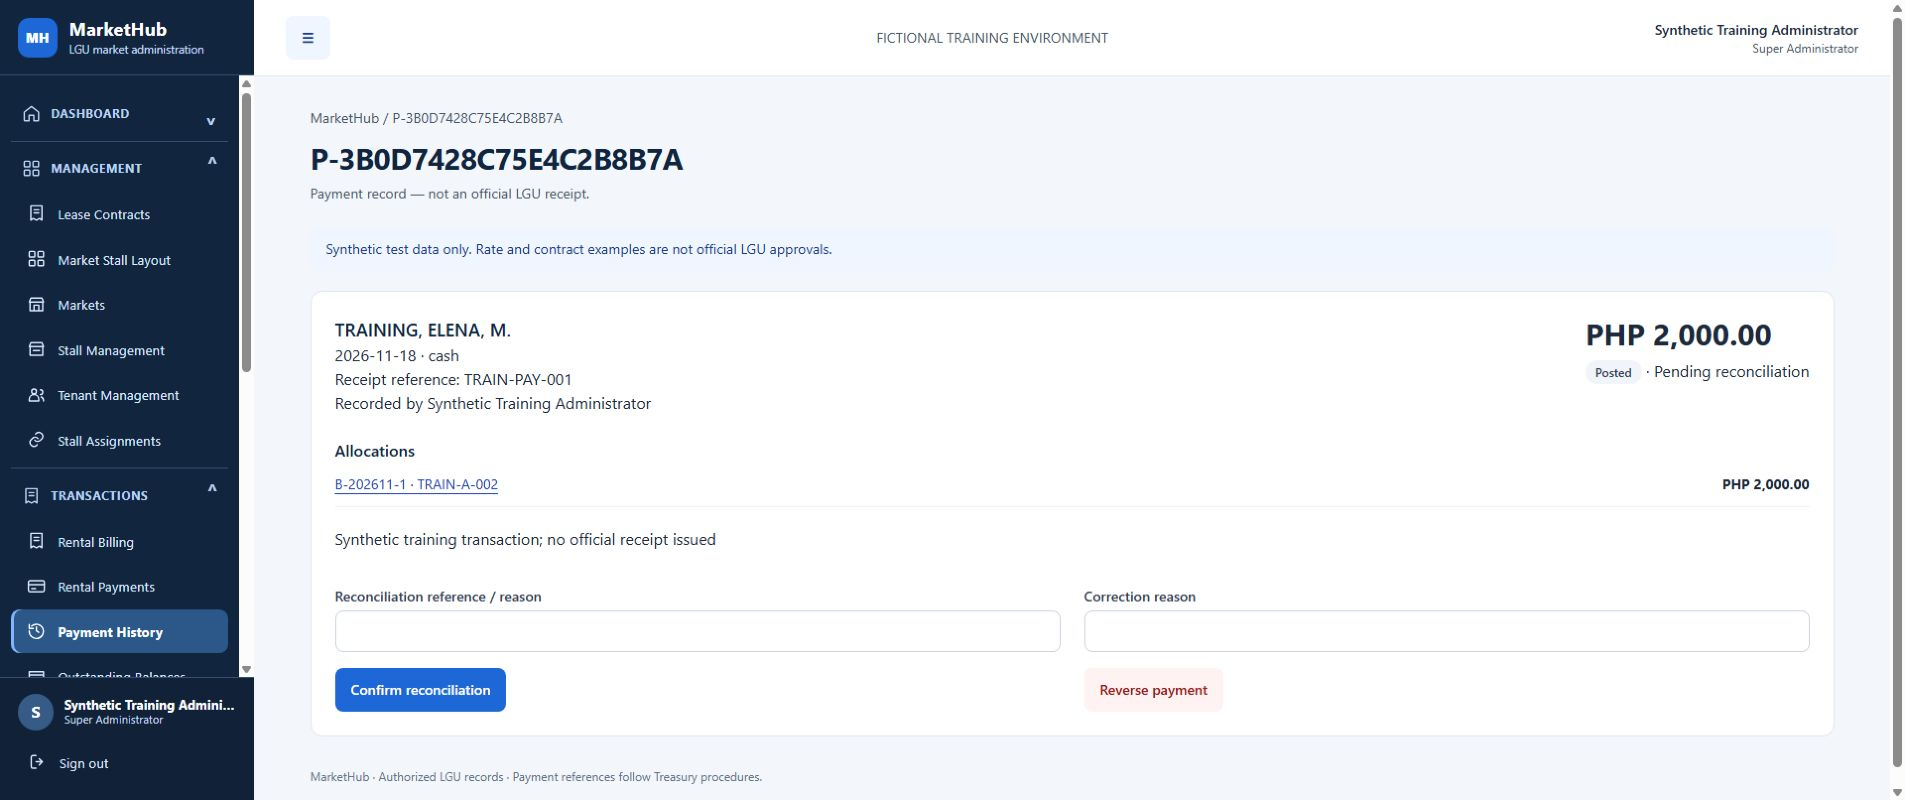 MH
MarketHub
LGU market administration
DASHBOARD
MANAGEMENT
Lease Contracts
Market Stall Layout
Markets
Stall Management
Tenant Management
Stall Assignments
TRANSACTIONS
Rental Billing
Rental Payments
Payment History
Outstanding Balances
S
Synthetic Training Admini...
Super Administrator
Sign out
FICTIONAL TRAINING ENVIRONMENT
Synthetic Training Administrator
Super Administrator
MarketHub / P-3B0D7428C75E4C2B8B7A
P-3B0D7428C75E4C2B8B7A
Payment record — not an official LGU receipt.
Synthetic test data only. Rate and contract examples are not official LGU approvals.
TRAINING, ELENA, M.
2026-11-18 · cash
Receipt reference: TRAIN-PAY-001
Recorded by Synthetic Training Administrator
PHP 2,000.00
Posted · Pending reconciliation
Allocations
B-202611-1 · TRAIN-A-002 PHP 2,000.00
Synthetic training transaction; no official receipt issued
Reconciliation reference / reason
Confirm reconciliation
Correction reason
Reverse payment
MarketHub · Authorized LGU records · Payment references follow Treasury procedures.